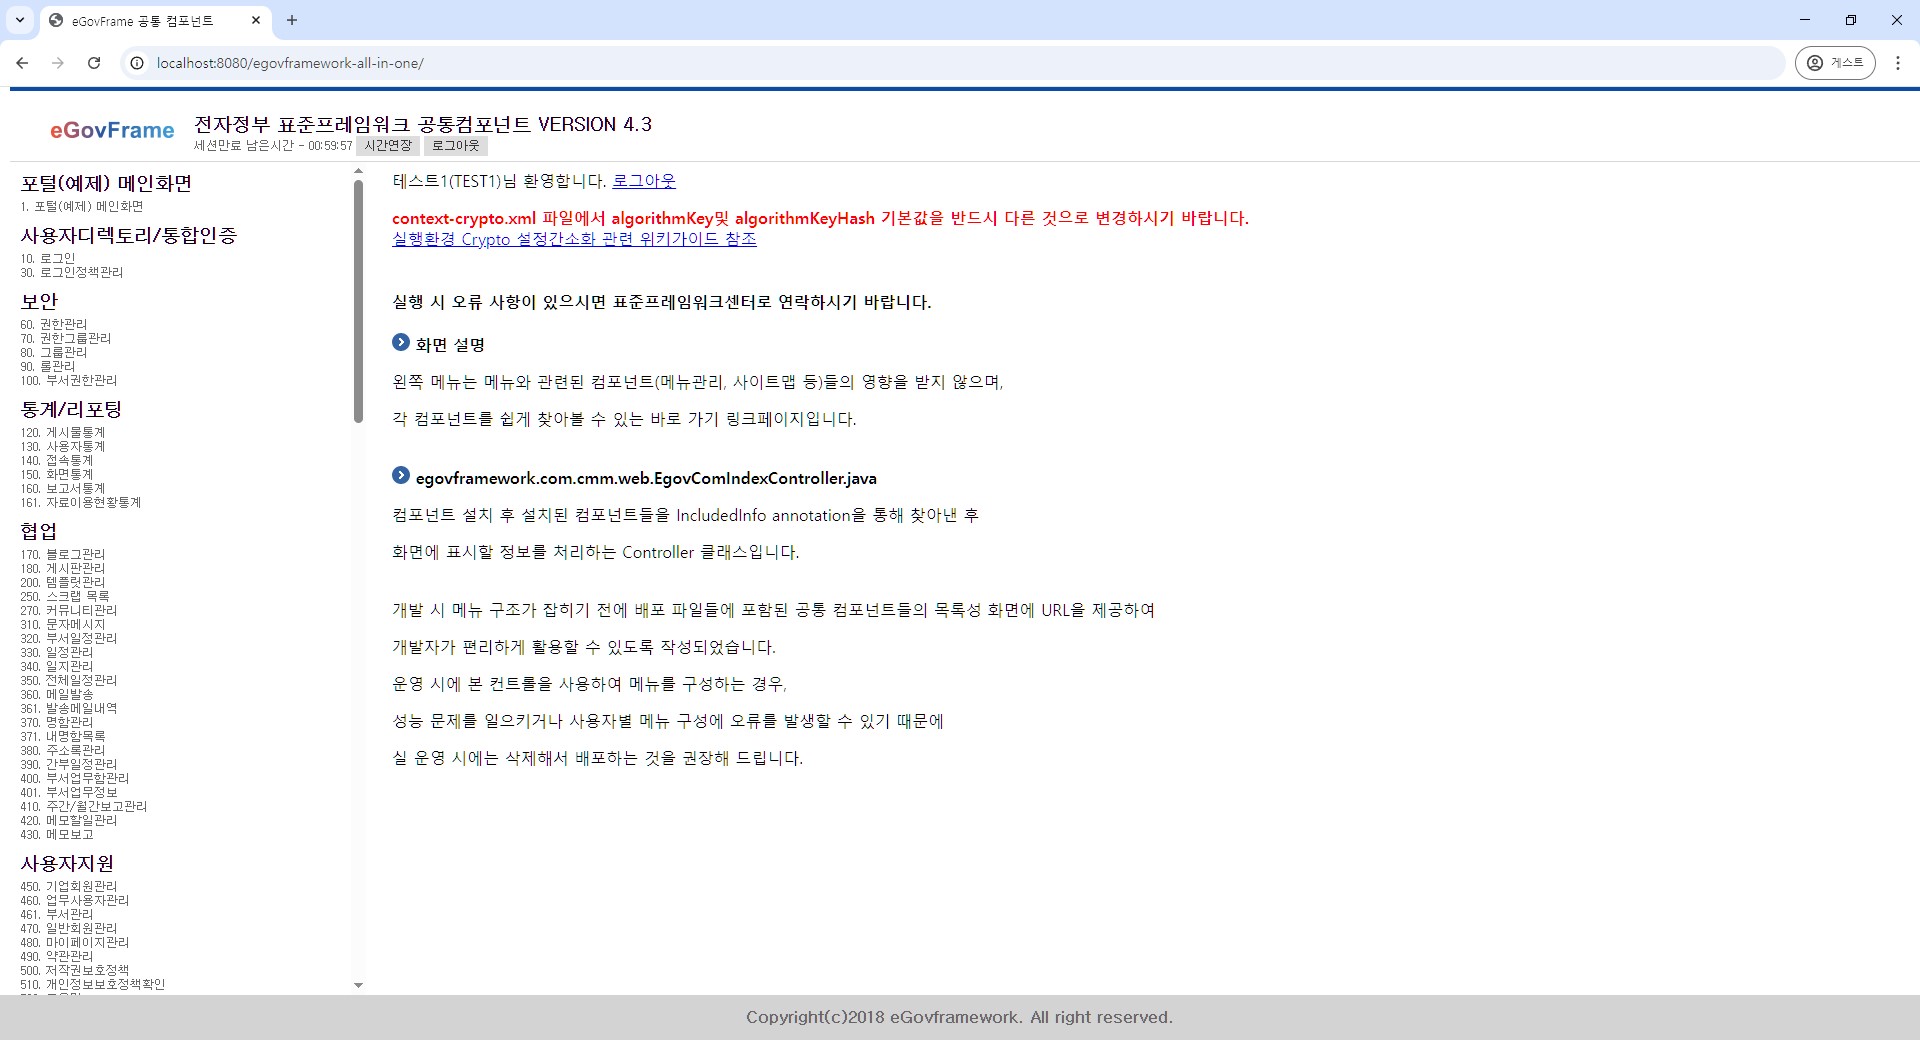 eGovFrame 공통 컴포넌트
localhost:8080/egovframework-all-in-one/
게스트
eGovFrame
전자정부 표준프레임워크 공통컴포넌트 VERSION 4.3
세션만료 남은시간 - 00:59:57 시간연장 로그아웃
포털(예제) 메인화면
1. 포털(예제) 메인화면
사용자디렉토리/통합인증
10. 로그인
30. 로그인정책관리
보안
60. 권한관리
70. 권한그룹관리
80. 그룹관리
90. 롤관리
100. 부서권한관리
통계/리포팅
120. 게시물통계
130. 사용자통계
140. 접속통계
150. 화면통계
160. 보고서통계
161. 자료이용현황통계
협업
170. 블로그관리
180. 게시판관리
200. 템플릿관리
250. 스크랩 목록
270. 커뮤니티관리
310. 문자메시지
320. 부서일정관리
330. 일정관리
340. 일지관리
350. 전체일정관리
360. 메일발송
361. 발송메일내역
370. 명함관리
371. 내명함목록
380. 주소록관리
390. 간부일정관리
400. 부서업무함관리
401. 부서업무정보
410. 주간/월간보고관리
420. 메모할일관리
430. 메모보고
사용자지원
450. 기업회원관리
460. 업무사용자관리
461. 부서관리
470. 일반회원관리
480. 마이페이지관리
490. 약관관리
500. 저작권보호정책
510. 개인정보보호정책확인
테스트1(TEST1)님 환영합니다. 로그아웃
context-crypto.xml 파일에서 algorithmKey및 algorithmKeyHash 기본값을 반드시 다른 것으로 변경하시기 바랍니다.
실행환경 Crypto 설정간소화 관련 위키가이드 참조
실행 시 오류 사항이 있으시면 표준프레임워크센터로 연락하시기 바랍니다.
화면 설명
왼쪽 메뉴는 메뉴와 관련된 컴포넌트(메뉴관리, 사이트맵 등)들의 영향을 받지 않으며,
각 컴포넌트를 쉽게 찾아볼 수 있는 바로 가기 링크페이지입니다.
egovframework.com.cmm.web.EgovComIndexController.java
컴포넌트 설치 후 설치된 컴포넌트들을 IncludedInfo annotation을 통해 찾아낸 후
화면에 표시할 정보를 처리하는 Controller 클래스입니다.
개발 시 메뉴 구조가 잡히기 전에 배포 파일들에 포함된 공통 컴포넌트들의 목록성 화면에 URL을 제공하여
개발자가 편리하게 활용할 수 있도록 작성되었습니다.
운영 시에 본 컨트롤을 사용하여 메뉴를 구성하는 경우,
성능 문제를 일으키거나 사용자별 메뉴 구성에 오류를 발생할 수 있기 때문에
실 운영 시에는 삭제해서 배포하는 것을 권장해 드립니다.
Copyright(c)2018 eGovframework. All right reserved.